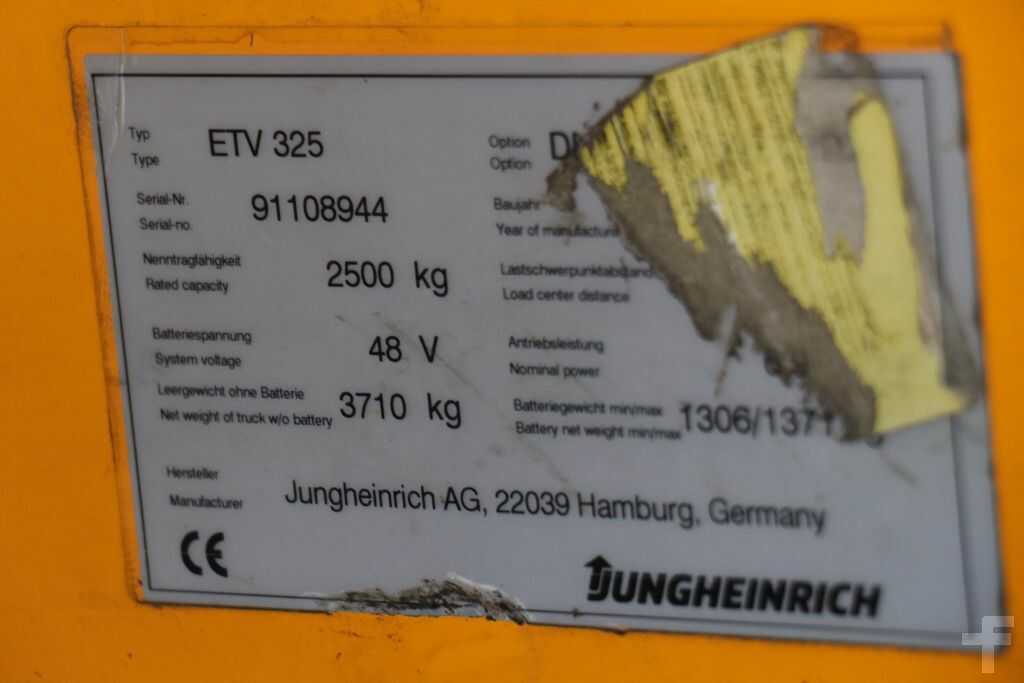 Typ
Type
ETV 325
Serial-Nr.
Serial-no.
91108944
Nenntragfähigkeit
Rated capacity
2500 kg
Batteriespannung
System voltage
48 V
Leergewicht ohne Batterie
Net weight of truck w/o battery
3710 kg
Option
Option
Baujahr
Year of manufacture
Lastschwerpunktabstand
Load center distance
Antriebsleistung
Nominal power
Batteriegewicht min/max
Battery net weight min/max
1306/1371
Hersteller
Manufacturer
Jungheinrich AG, 22039 Hamburg, Germany
CE
JUNGHEINRICH
f